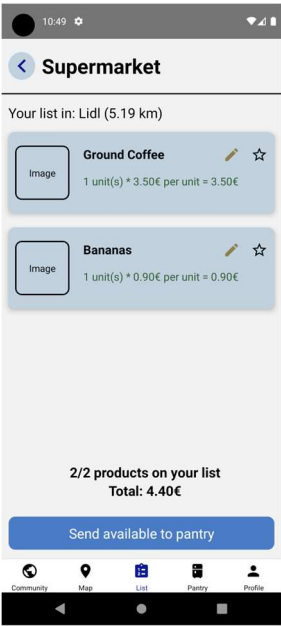 10:49
Supermarket
Your list in: Lidl (5.19 km)
Ground Coffee
Image
1 unit(s) * 3.50€ per unit = 3.50€
Bananas
Image
1 unit(s) * 0.90€ per unit = 0.90€
2/2 products on your list
Total: 4.40€
Send available to pantry
Community Map List Pantry Profile